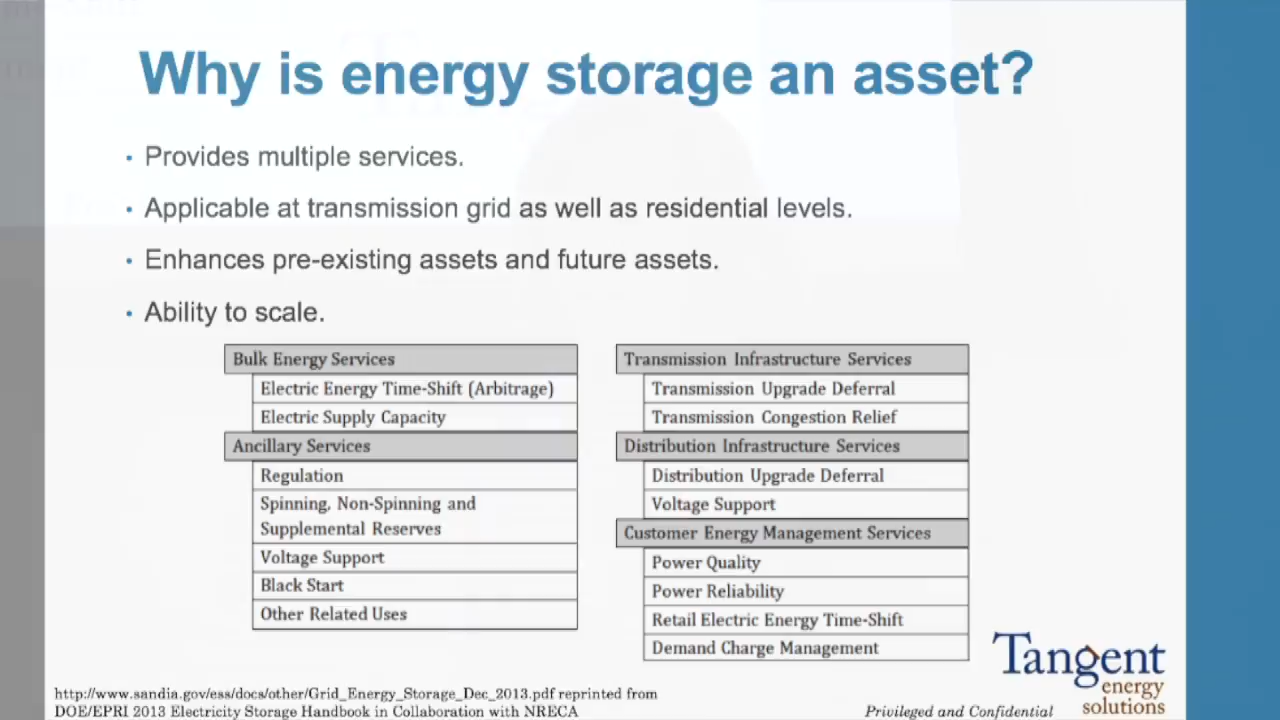 Why is energy storage an asset?
• Provides multiple services.
• Applicable at transmission grid as well as residential levels.
• Enhances pre-existing assets and future assets.
• Ability to scale.
Bulk Energy Services
Electric Energy Time-Shift (Arbitrage)
Electric Supply Capacity
Ancillary Services
Regulation
Spinning, Non-Spinning and
Supplemental Reserves
Voltage Support
Black Start
Other Related Uses
Transmission Infrastructure Services
Transmission Upgrade Deferral
Transmission Congestion Relief
Distribution Infrastructure Services
Distribution Upgrade Deferral
Voltage Support
Customer Energy Management Services
Power Quality
Power Reliability
Retail Electric Energy Time-Shift
Demand Charge Management
Tangent
energy
solutions
http://www.sandia.gov/ess/docs/other/Grid_Energy_Storage_Dec_2013.pdf reprinted from
DOE/EPRI 2013 Electricity Storage Handbook in Collaboration with NRECA
Privileged and Confidential